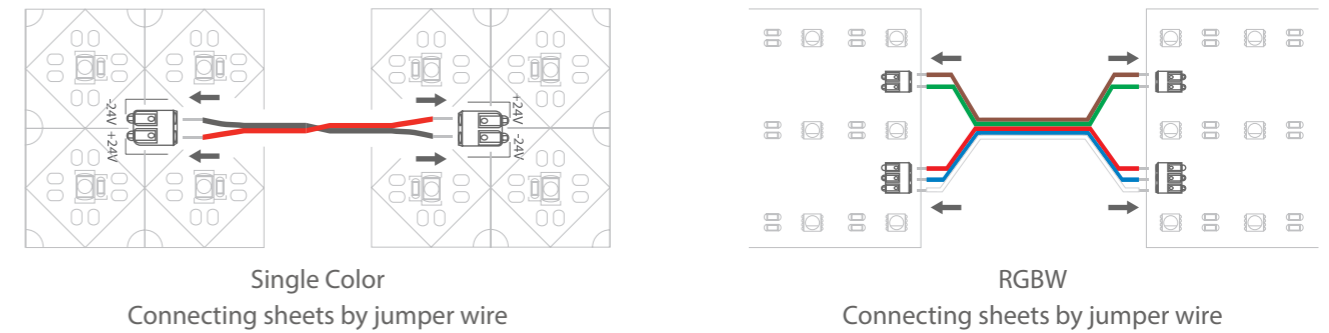 -24V
+24V
+24V
-24V
Single Color
Connecting sheets by jumper wire
RGBW
Connecting sheets by jumper wire